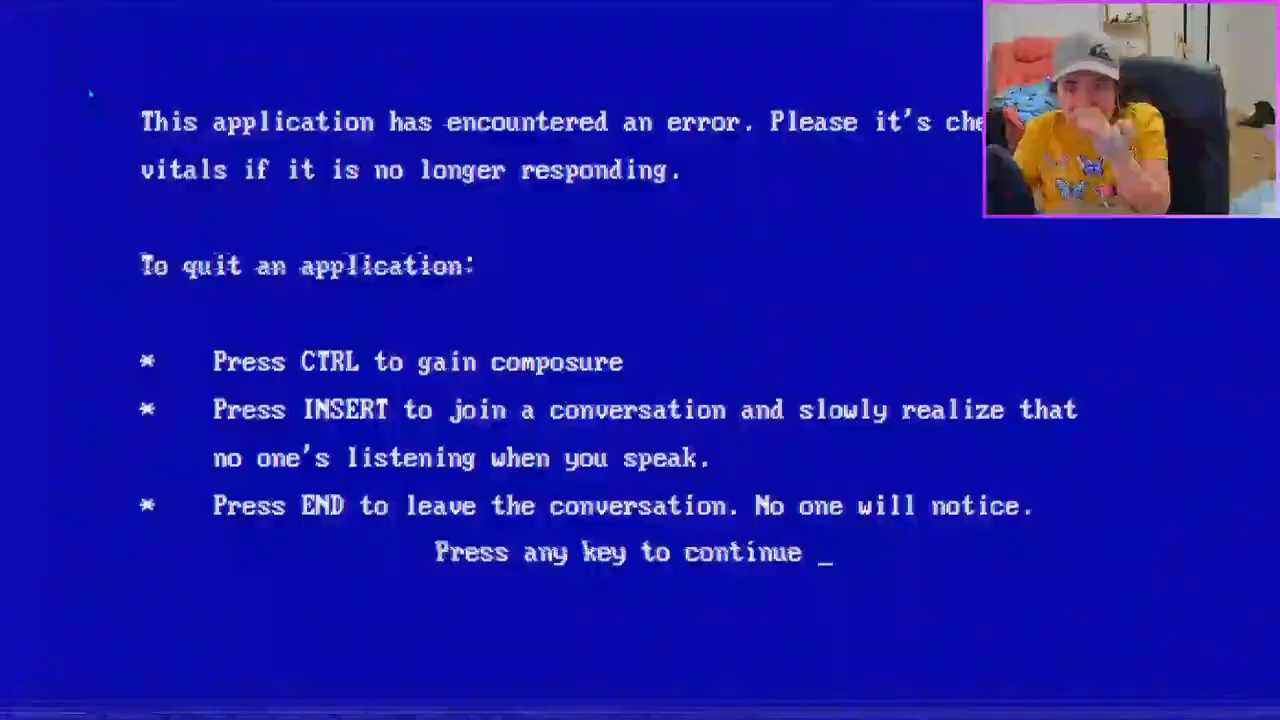 This application has encountered an error. Please it's che
vitals if it is no longer responding.
To quit an application:
* Press CTRL to gain composure
* Press INSERT to join a conversation and slowly realize that
no one's listening when you speak.
* Press END to leave the conversation. No one will notice.
Press any key to continue _